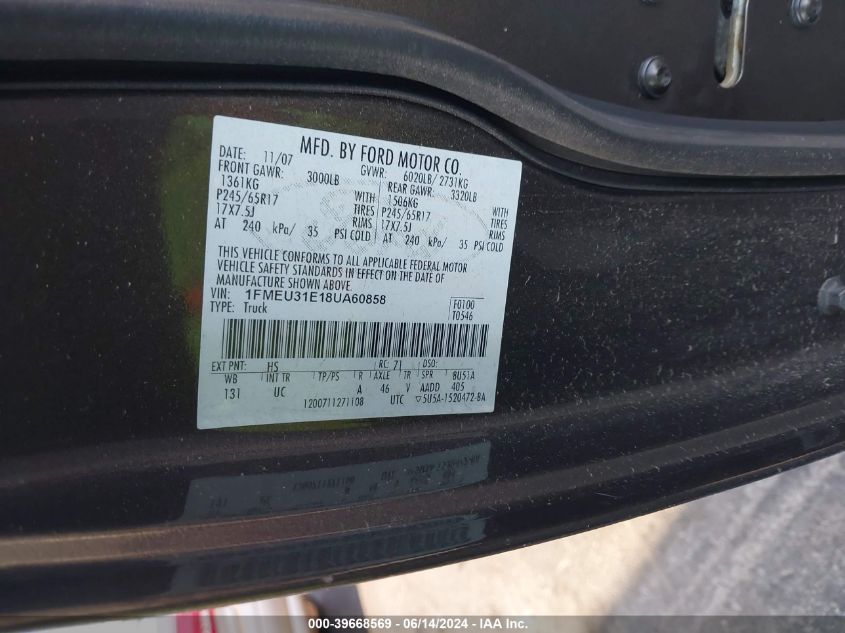 MFD. BY FORD MOTOR CO.
DATE: 11/07 GVWR: 6020LB/ 2731KG
FRONT GAWR: 3000LB REAR GAWR: 3320LB
1361KG WITH 1506KG WITH
P245/65R17 TIRES P245/65R17 TIRES
17X7.5J RIMS 17X7.5J RIMS
AT 240 kPa/ 35 PSI COLD AT 240 kPa/ 35 PSI COLD
THIS VEHICLE CONFORMS TO ALL APPLICABLE FEDERAL MOTOR
VEHICLE SAFETY STANDARDS IN EFFECT ON THE DATE OF
MANUFACTURE SHOWN ABOVE.
VIN: 1FMEU31E18UA60858 F0100
TYPE: Truck T0546
EXT PNT: HS RC: 71 DSO:
WB INT TR TP/PS R AXLE TR SPR 8U51A
131 UC A 46 V AADD 405
1200711271108 UTC ▽5U5A-1520472-BA
000-39668569 - 06/14/2024 - IAAI.com